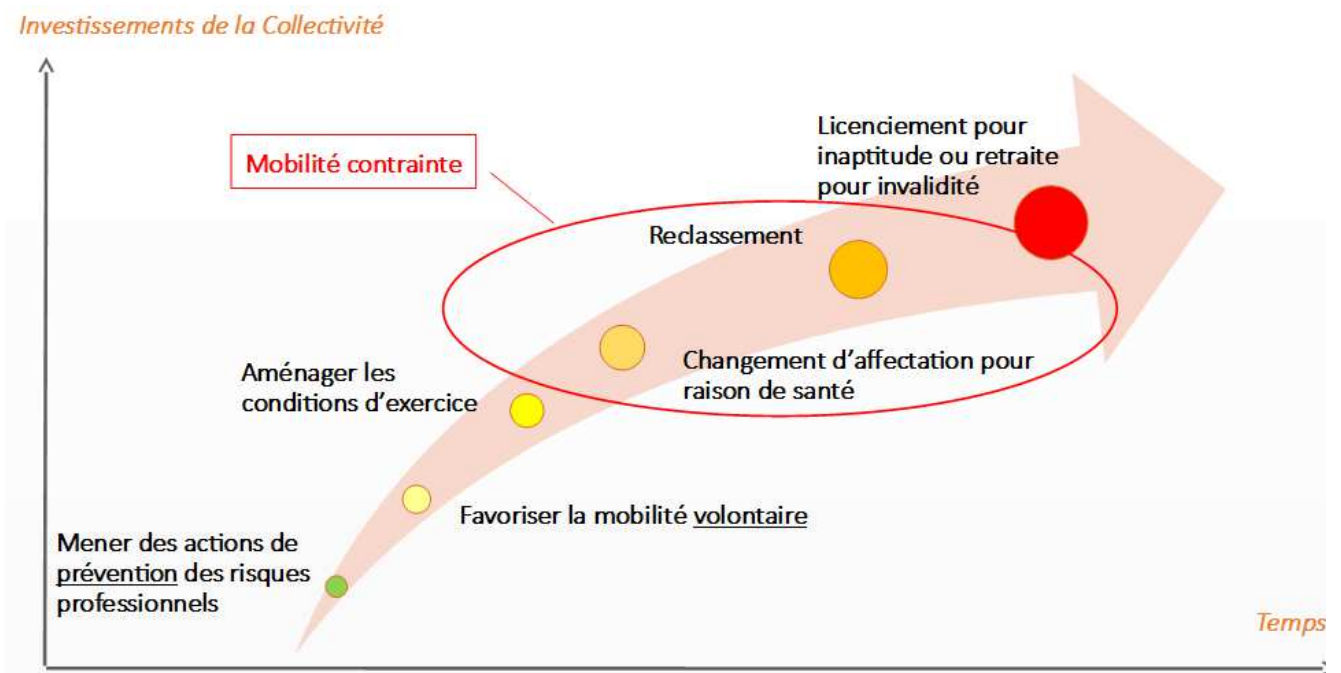 Investissements de la Collectivité
Licenciement pour
inaptitude ou retraite
pour invalidité
Mobilité contrainte
Reclassement
Changement d'affectation pour
raison de santé
Aménager les
conditions d'exercice
Favoriser la mobilité volontaire
Mener des actions de
prévention des risques
professionnels
Temps